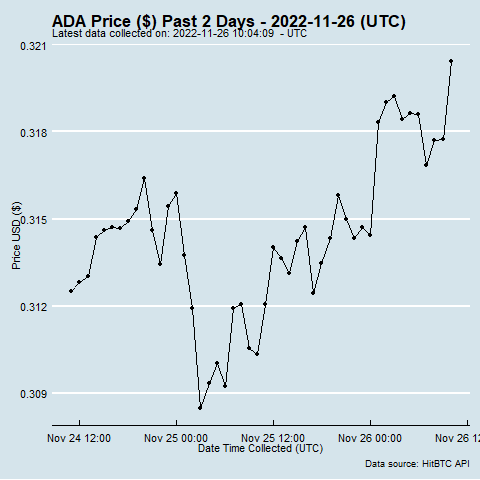 ADA Price ($) Past 2 Days - 2022-11-26 (UTC)
Latest data collected on: 2022-11-26 10:04:09  - UTC
0.321
0.318
0.315
0.312
0.309
Price USD ($)
Nov 24 12:00
Nov 25 00:00
Nov 25 12:00
Nov 26 00:00
Nov 26 12
Date Time Collected (UTC)
Data source: HitBTC API